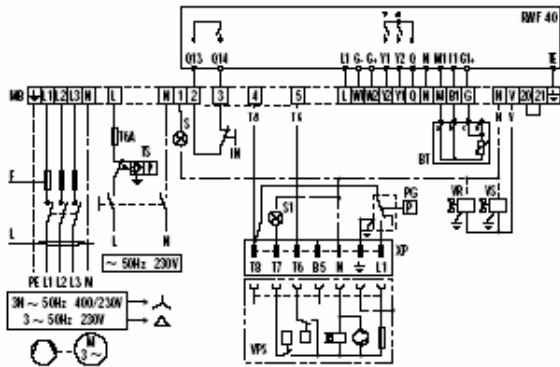 RWF 40
7 4
Q13 Q14 L1 G- G+ Y1 Y2 Q N M1 I1 G1+ TE
MB L1 L2 L3 N L N 1 2 3 4 5 L W1 W2 Y2 Y1 Q N M B1 G N V 20 21
T8 T6 N V
T6A S
TS P IN BT
F
VR VS
S1 PG
P
L L N
XP
T8 T7 T6 B5 N L1
~ 50Hz 230V
PE L1 L2 L3 N
3N ~ 50Hz 400/230V
3 ~ 50Hz 230V
VPS
M
3 ~